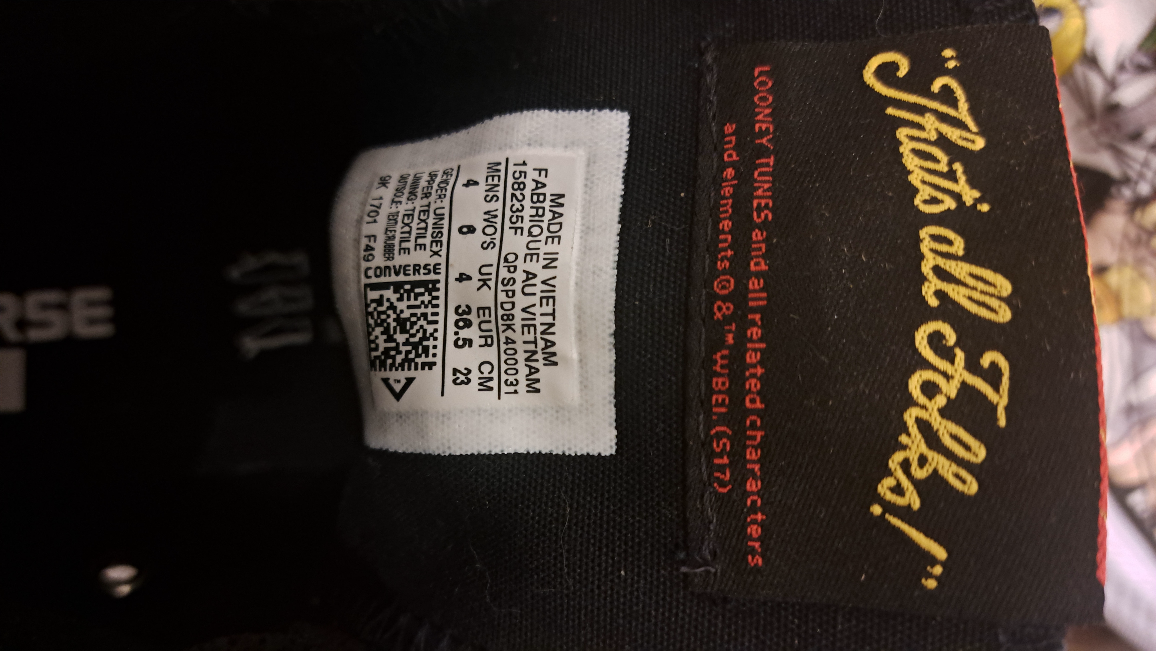 "That's all Folks!"
LOONEY TUNES and all related characters
and elements © & ™ WBEI. (S17)
MADE IN VIETNAM
FABRIQUE AU VIETNAM
158235F QPSPD8K400031
MENS WO'S UK EUR CM
4 6 4 36.5 23
GENDER: UNISEX
UPPER: TEXTILE
LINING: TEXTILE
OUTSOLE: TEXTILE/RUBBER
9K 1701 F49
CONVERSE
™
RSE